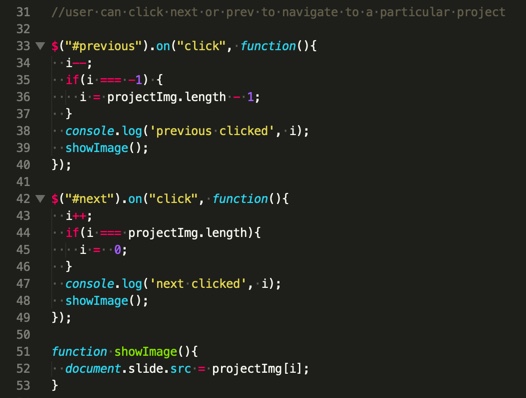 31 //user can click next or prev to navigate to a particular project
32
33 $("#previous").on("click", function(){
34   i--;
35   if(i === -1) {
36     i = projectImg.length - 1;
37   }
38   console.log('previous clicked', i);
39   showImage();
40 });
41
42 $("#next").on("click", function(){
43   i++;
44   if(i === projectImg.length){
45     i =  0;
46   }
47   console.log('next clicked', i);
48   showImage();
49 });
50
51 function showImage(){
52   document.slide.src = projectImg[i];
53 }